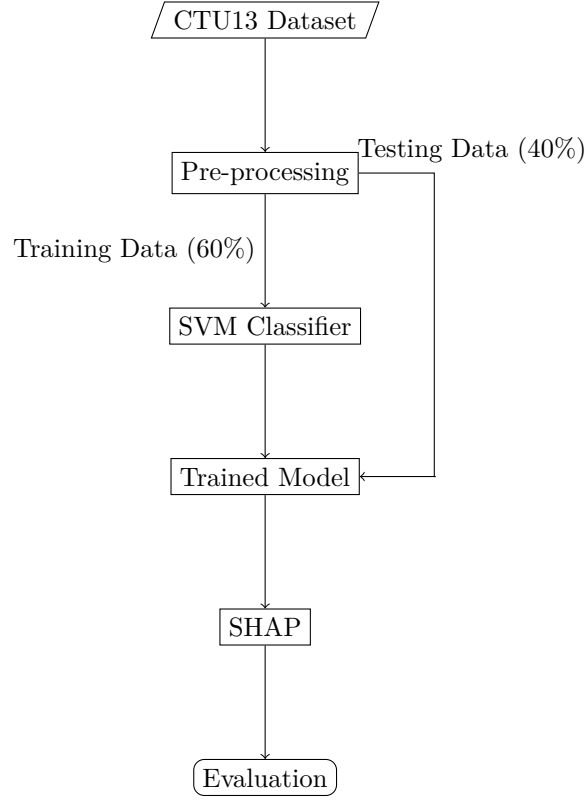 CTU13 Dataset
Testing Data (40%)
Pre-processing
Training Data (60%)
SVM Classifier
Trained Model
SHAP
Evaluation